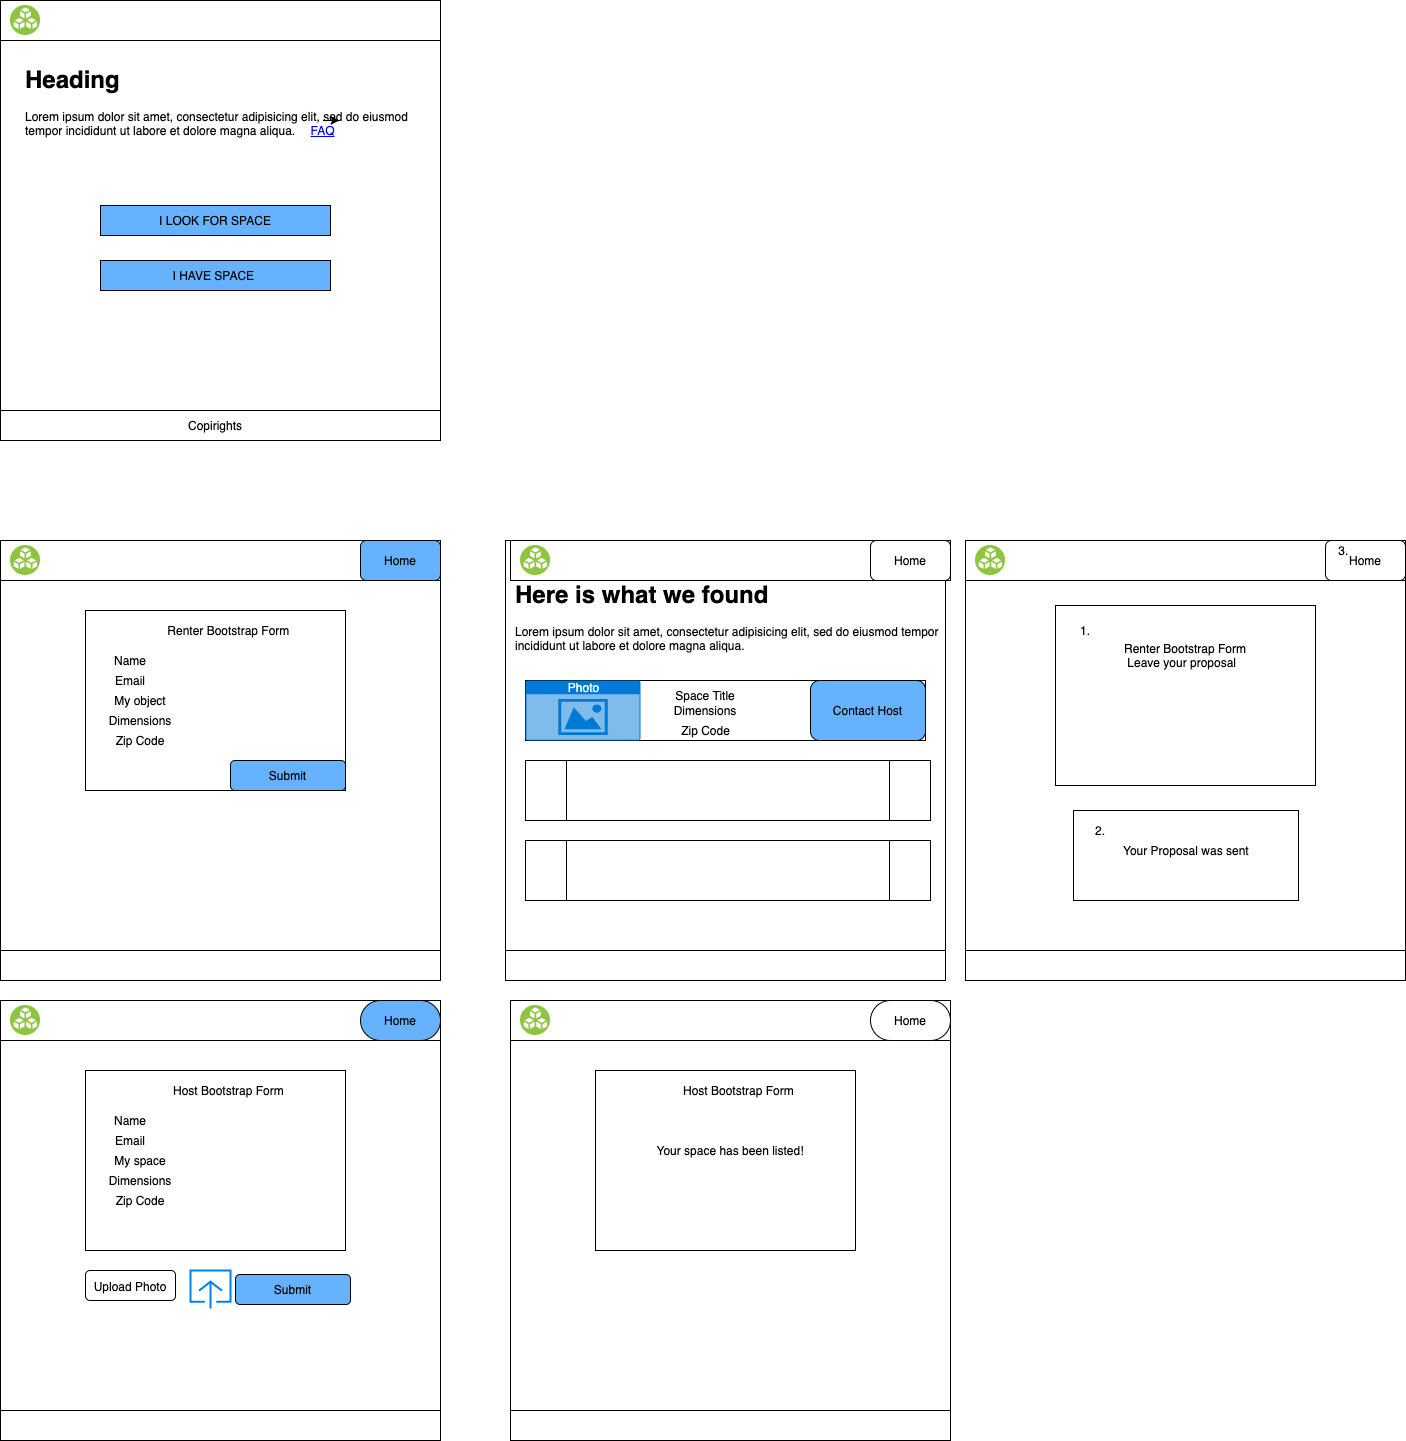 Heading
Lorem ipsum dolor sit amet, consectetur adipisicing elit, sed do eiusmod
tempor incididunt ut labore et dolore magna aliqua. FAQ
I LOOK FOR SPACE
I HAVE SPACE
Copirights
Home
Renter Bootstrap Form
Name
Email
My object
Dimensions
Zip Code
Submit
Home
Here is what we found
Lorem ipsum dolor sit amet, consectetur adipisicing elit, sed do eiusmod tempor
incididunt ut labore et dolore magna aliqua.
Photo
Space Title
Dimensions
Zip Code
Contact Host
3.
Home
1.
Renter Bootstrap Form
Leave your proposal
2.
Your Proposal was sent
Home
Host Bootstrap Form
Name
Email
My space
Dimensions
Zip Code
Upload Photo
Submit
Home
Host Bootstrap Form
Your space has been listed!